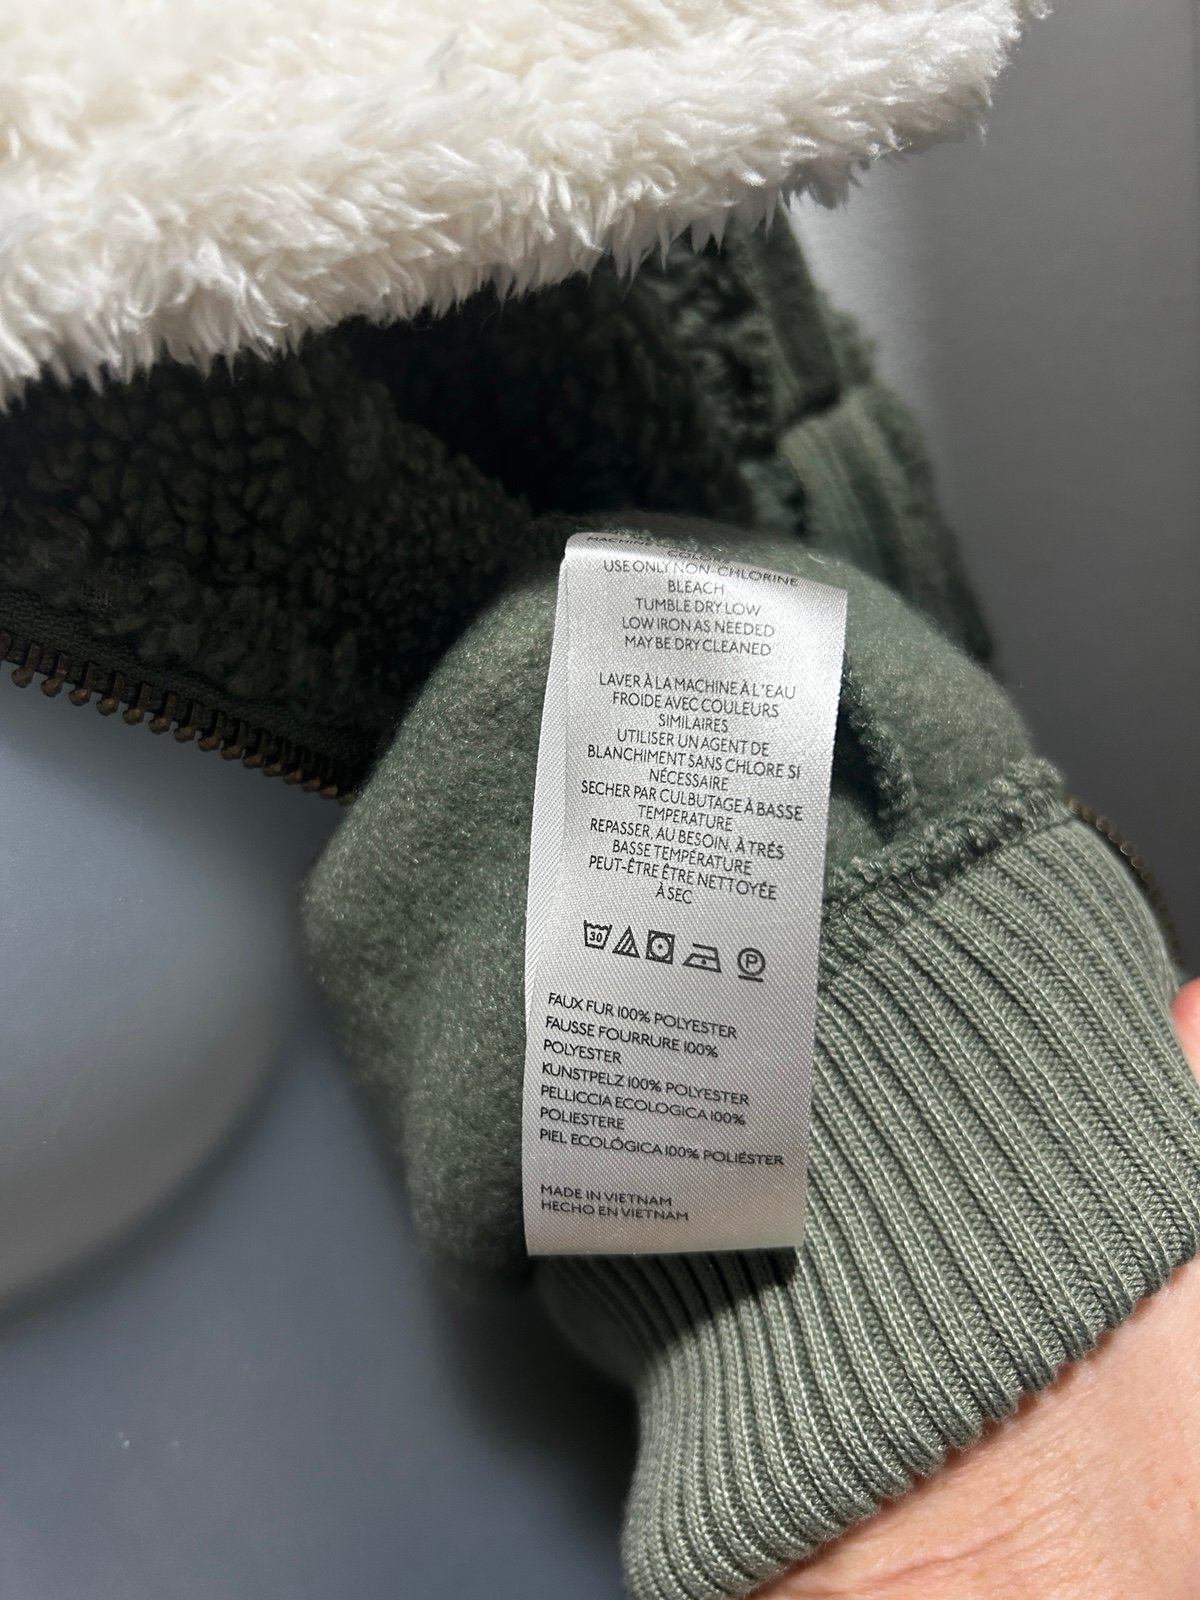 MACHINE
COLORS
USE ONLY NON-CHLORINE
BLEACH
TUMBLE DRY LOW
LOW IRON AS NEEDED
MAY BE DRY CLEANED
LAVER À LA MACHINE À L'EAU
FROIDE AVEC COULEURS
SIMILAIRES
UTILISER UN AGENT DE
BLANCHIMENT SANS CHLORE SI
NÉCESSAIRE
SECHER PAR CULBUTAGE À BASSE
TEMPERATURE
REPASSER, AU BESOIN, À TRÉS
BASSE TEMPÉRATURE
PEUT-ÊTRE ÊTRE NETTOYÉE
À SEC
30 P
FAUX FUR 100% POLYESTER
FAUSSE FOURRURE 100%
POLYESTER
KUNSTPELZ 100% POLYESTER
PELLICCIA ECOLOGICA 100%
POLIESTERE
PIEL ECOLÓGICA 100% POLIÉSTER
MADE IN VIETNAM
HECHO EN VIETNAM